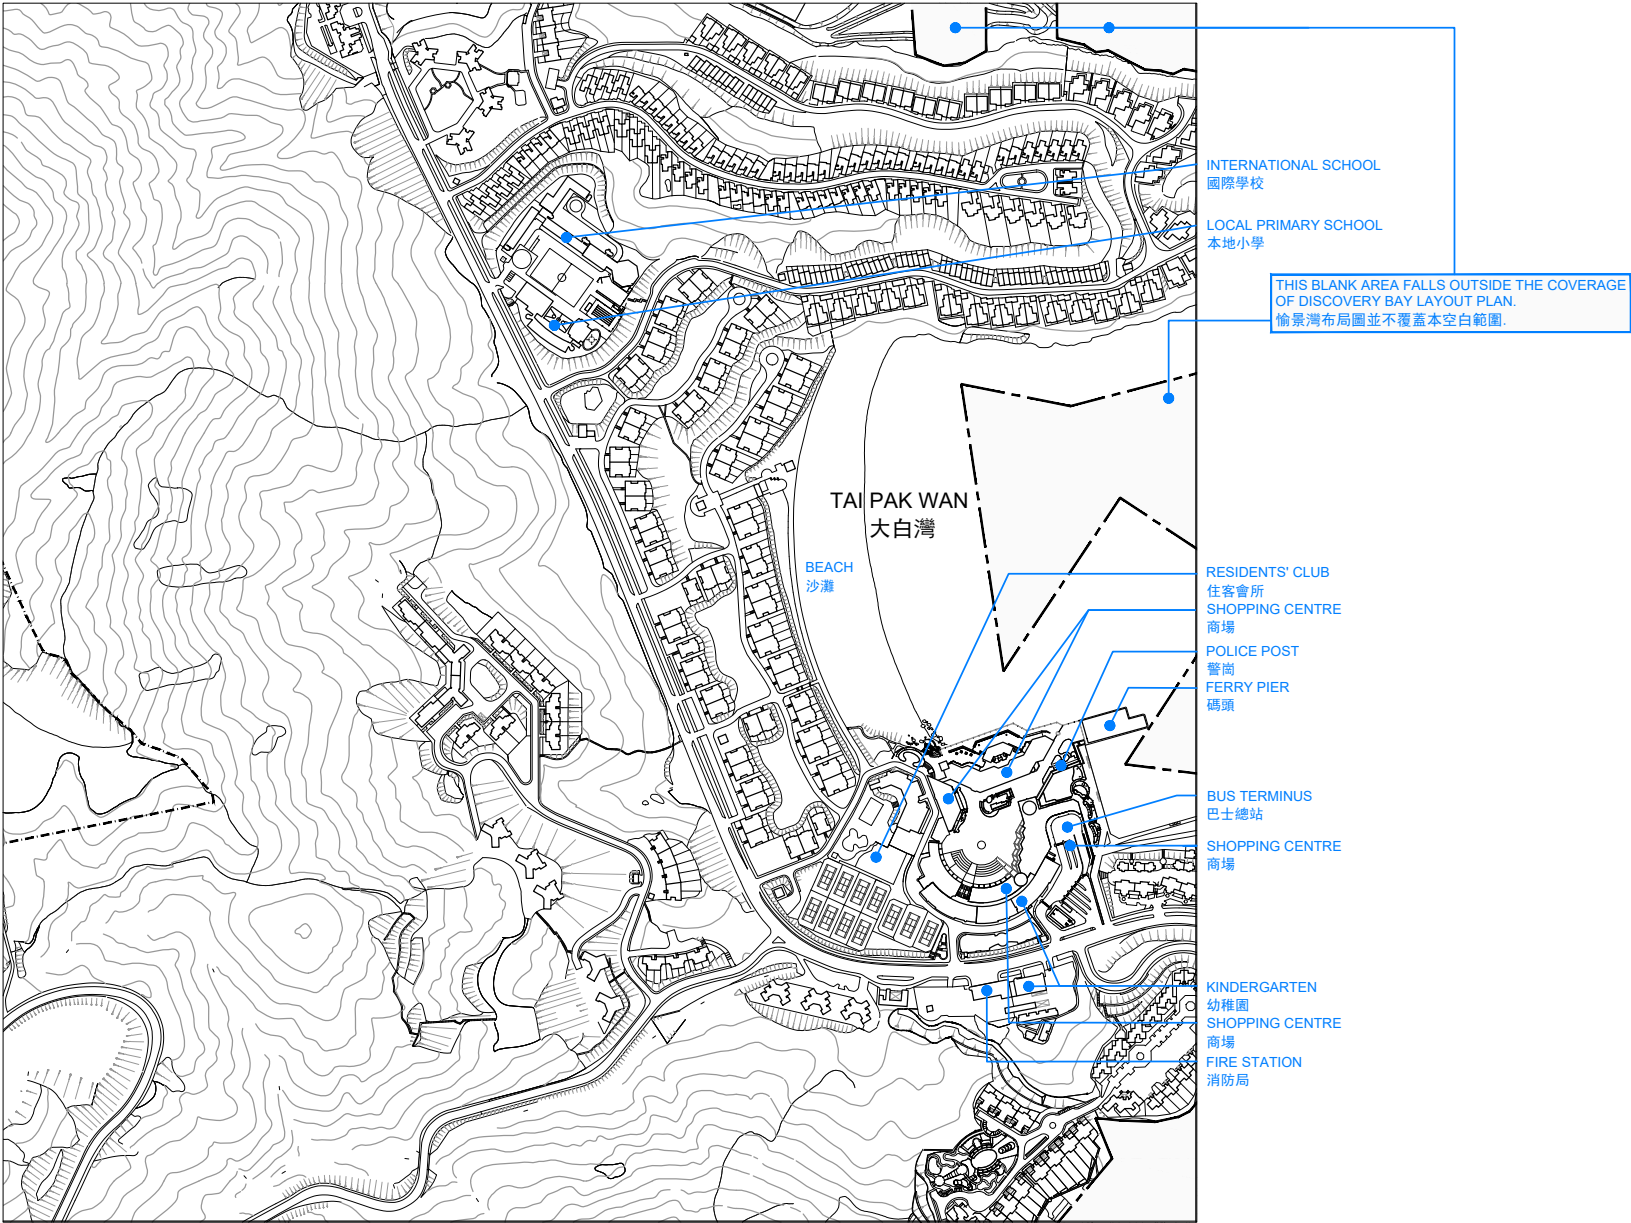 INTERNATIONAL SCHOOL
國際學校
LOCAL PRIMARY SCHOOL
本地小學
THIS BLANK AREA FALLS OUTSIDE THE COVERAGE
OF DISCOVERY BAY LAYOUT PLAN.
愉景灣布局圖並不覆蓋本空白範圍.
TAI PAK WAN
大白灣
BEACH
沙灘
RESIDENTS' CLUB
住客會所
SHOPPING CENTRE
商場
POLICE POST
警崗
FERRY PIER
碼頭
BUS TERMINUS
巴士總站
SHOPPING CENTRE
商場
KINDERGARTEN
幼稚園
SHOPPING CENTRE
商場
FIRE STATION
消防局